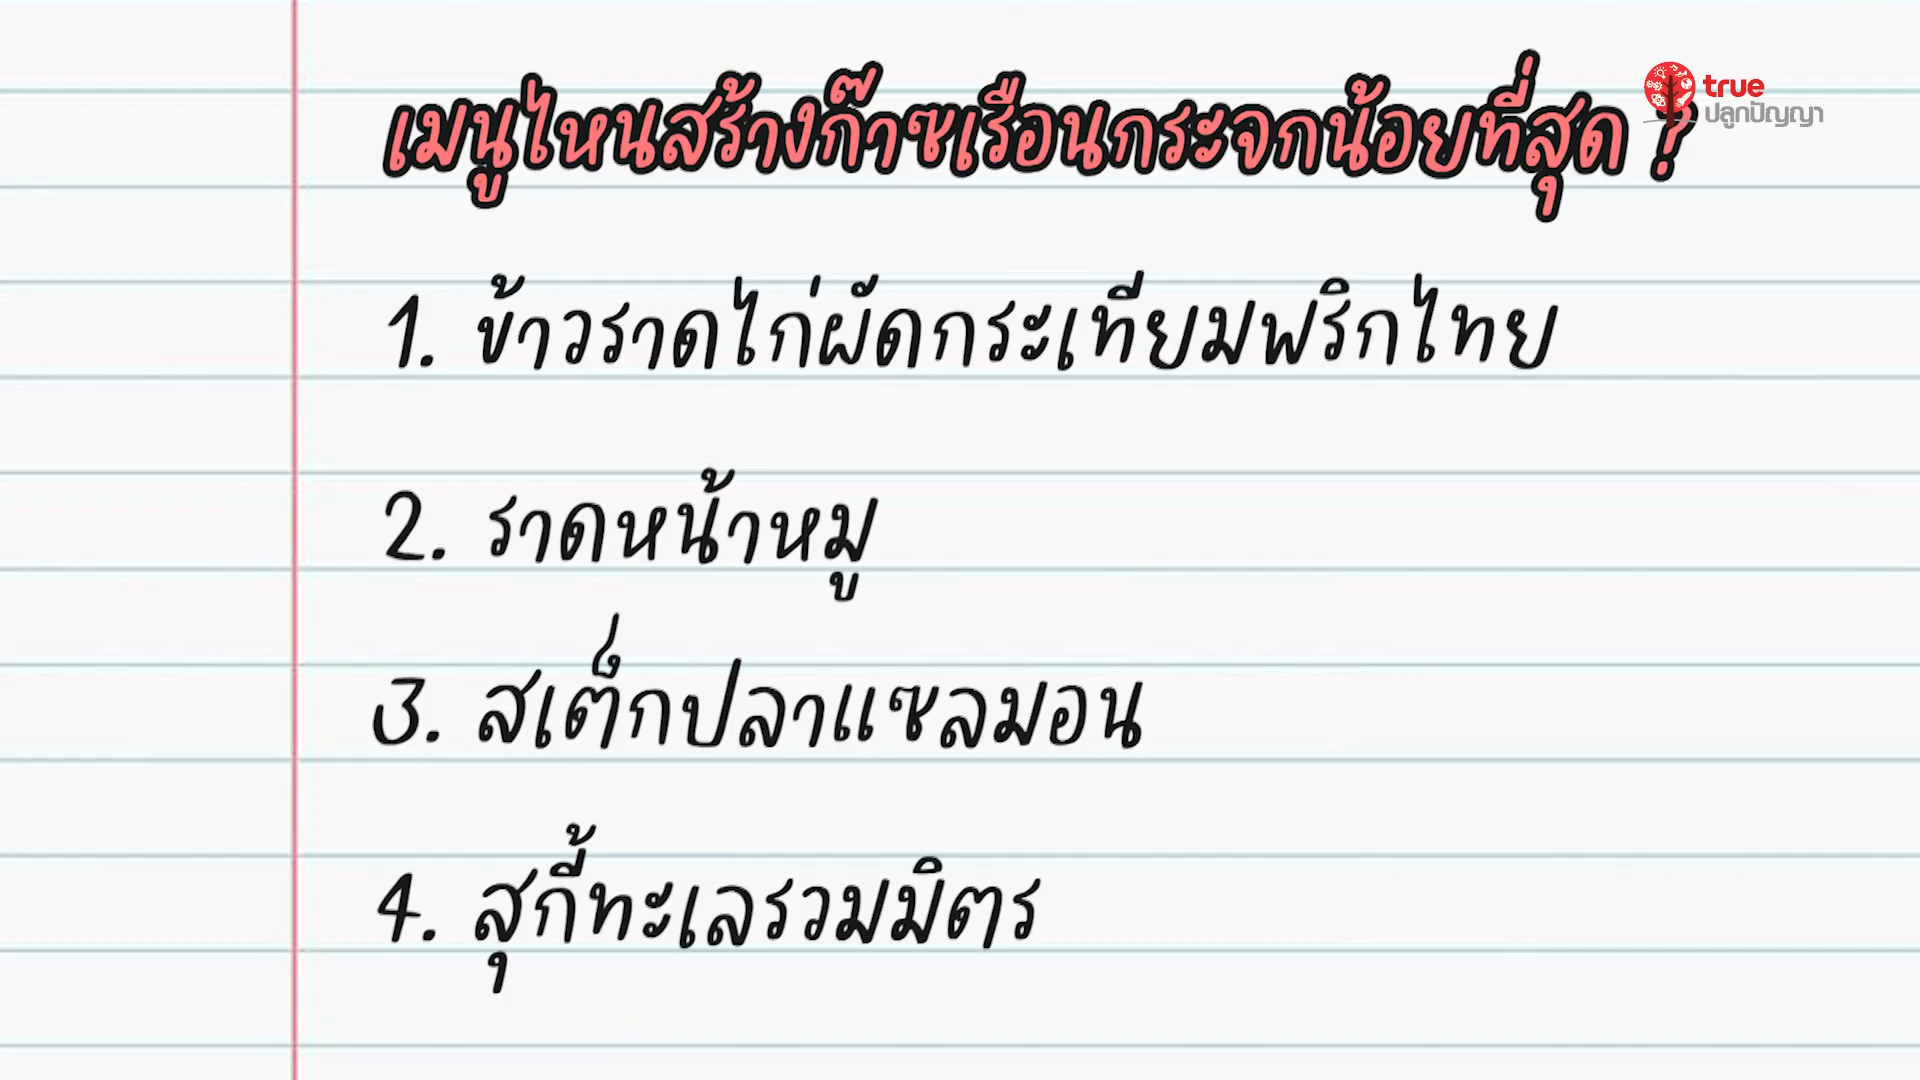 เมนูไหนสร้างก๊าซเรือนกระจกน้อยที่สุด ?
true
ปลูกปัญญา
1. ข้าวราดไก่ผัดกระเทียมพริกไทย
2. ราดหน้าหมู
3. สเต็กปลาแซลมอน
4. สุกี้ทะเลรวมมิตร